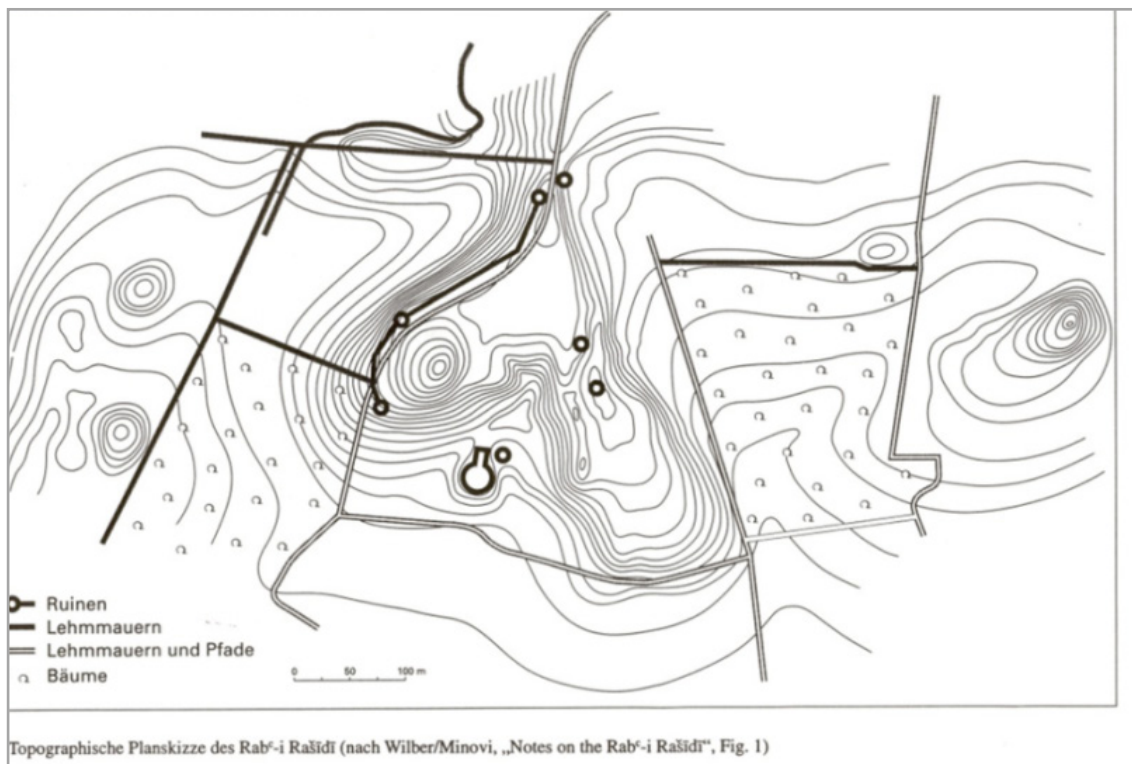 Ruinen
Lehmmauern
Lehmmauern und Pfade
Bäume
0 50 100 m
Topographische Planskizze des Rabᶜ-i Rašīdī (nach Wilber/Minovi, „Notes on the Rabᶜ-i Rašīdī“, Fig. 1)